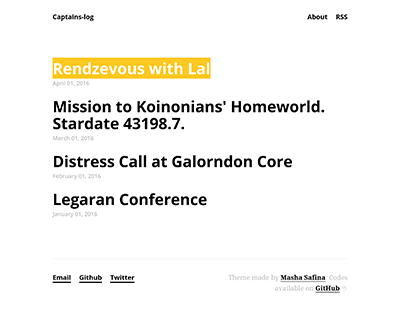 Captains-log
About RSS
Rendzevous with Lal
April 01, 2016
Mission to Koinonians' Homeworld.
Stardate 43198.7.
March 01, 2016
Distress Call at Galorndon Core
February 01, 2016
Legaran Conference
January 01, 2016
Email Github Twitter
Theme made by Masha Safina. Codes
available on GitHub